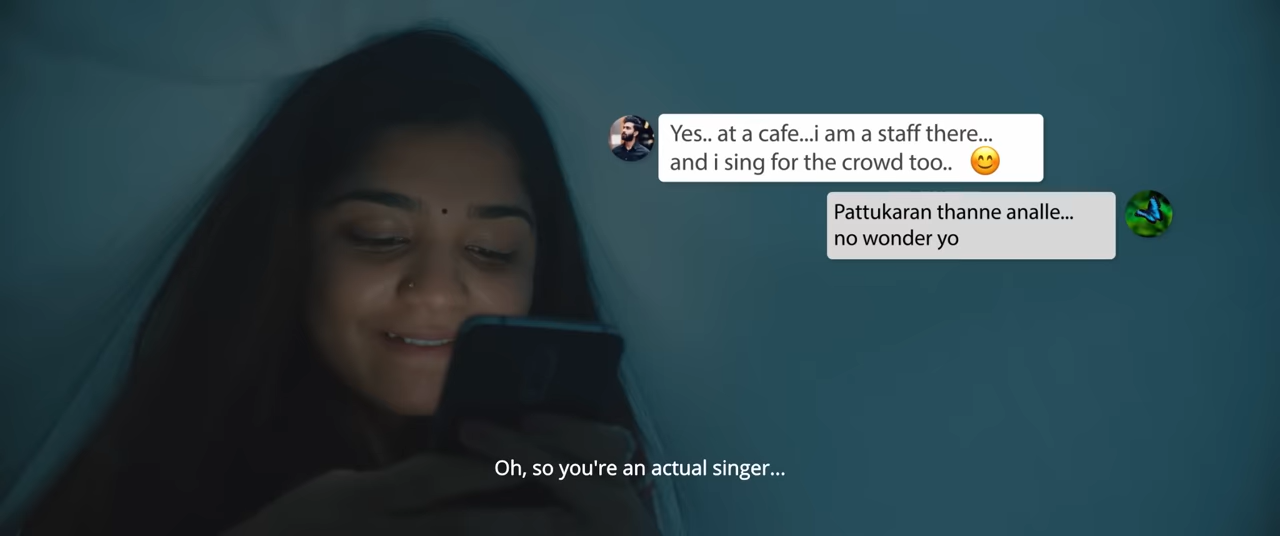 Yes.. at a cafe...i am a staff there...
and i sing for the crowd too.. 😊
Pattukaran thanne analle...
no wonder yo
Oh, so you're an actual singer...